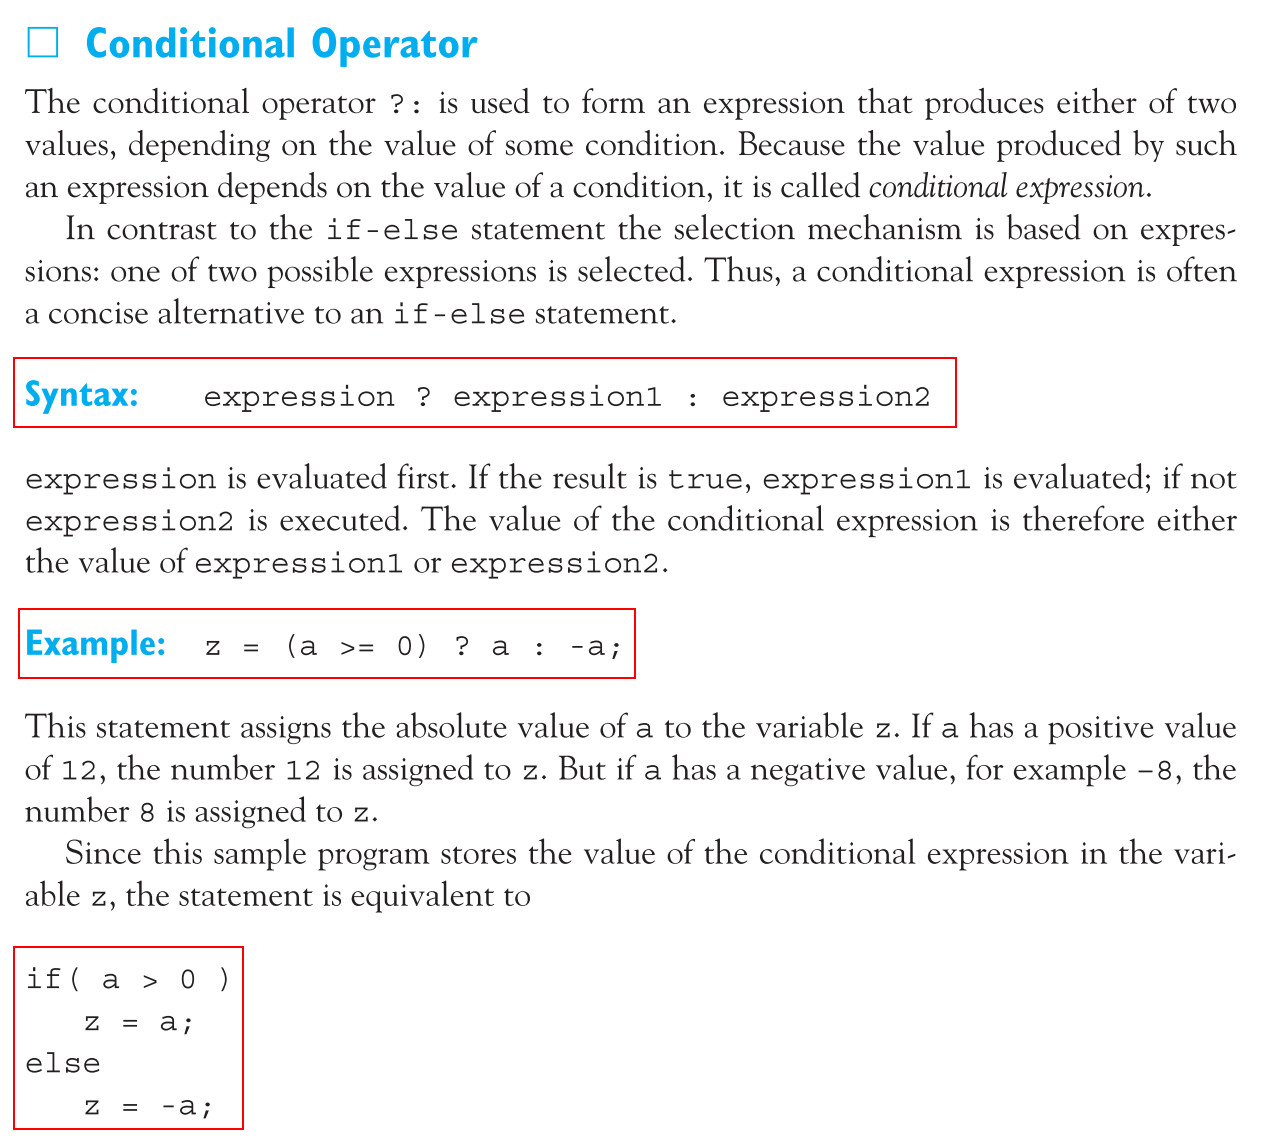 □ Conditional Operator
The conditional operator ?: is used to form an expression that produces either of two
values, depending on the value of some condition. Because the value produced by such
an expression depends on the value of a condition, it is called conditional expression.
In contrast to the if-else statement the selection mechanism is based on expres-
sions: one of two possible expressions is selected. Thus, a conditional expression is often
a concise alternative to an if-else statement.
Syntax: expression ? expression1 : expression2
expression is evaluated first. If the result is true, expression1 is evaluated; if not
expression2 is executed. The value of the conditional expression is therefore either
the value of expression1 or expression2.
Example: z = (a >= 0) ? a : -a;
This statement assigns the absolute value of a to the variable z. If a has a positive value
of 12, the number 12 is assigned to z. But if a has a negative value, for example –8, the
number 8 is assigned to z.
Since this sample program stores the value of the conditional expression in the vari-
able z, the statement is equivalent to
if( a > 0 )
z = a;
else
z = -a;